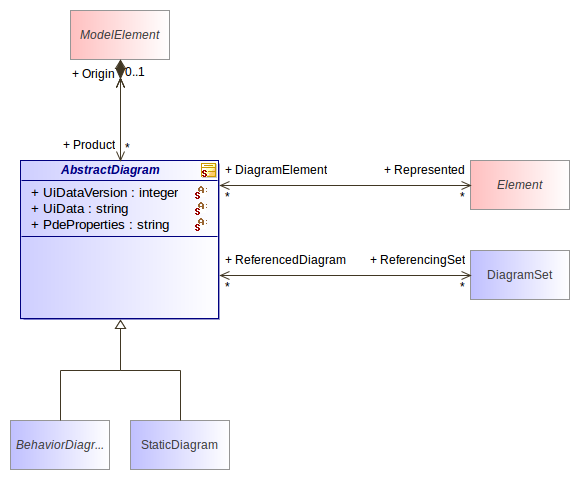 ModelElement
+ Origin
0..1
+ Product
*
AbstractDiagram
+ UiDataVersion : integer
+ UiData : string
+ PdeProperties : string
+ DiagramElement
+ Represented
*
*
Element
+ ReferencedDiagram
+ ReferencingSet
*
*
DiagramSet
BehaviorDiagr...
StaticDiagram